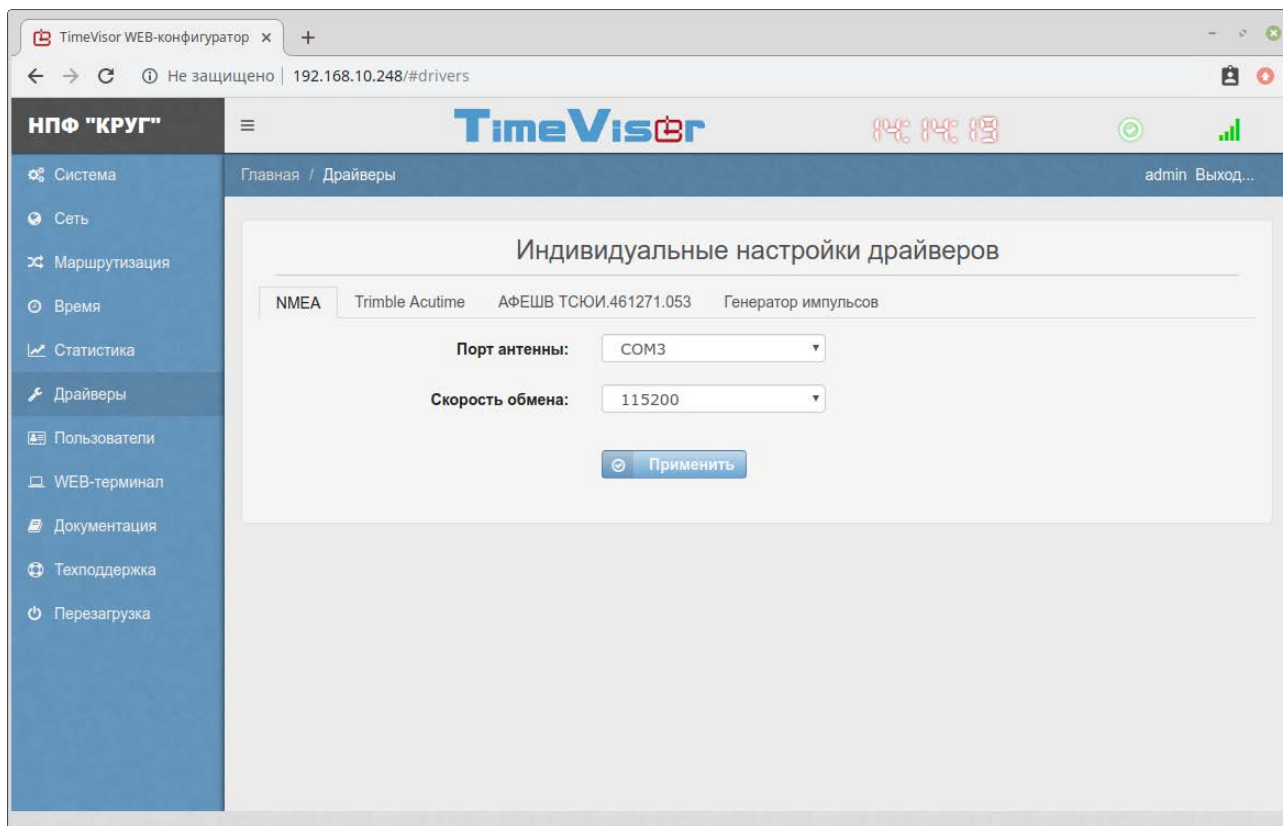 TimeVisor WEB-конфигуратор
Не защищено | 192.168.10.248/#drivers
НПФ "КРУГ"
TimeVisor
14:14:19
Система
Сеть
Маршрутизация
Время
Статистика
Драйверы
Пользователи
WEB-терминал
Документация
Техподдержка
Перезагрузка
Главная / Драйверы
admin Выход...
Индивидуальные настройки драйверов
NMEA Trimble Acutime АФЕШВ ТСЮИ.461271.053 Генератор импульсов
Порт антенны: COM3
Скорость обмена: 115200
Применить